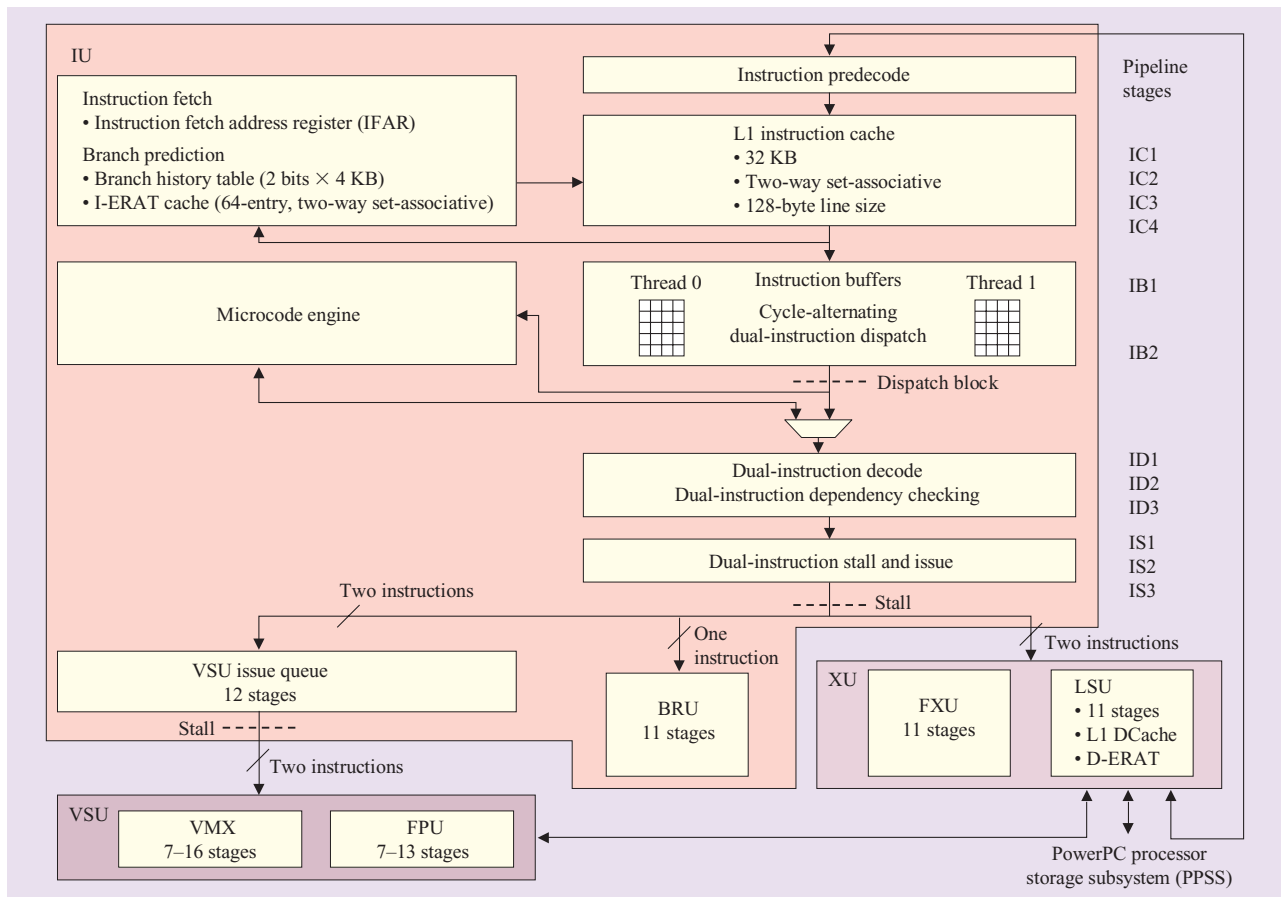 IU
Instruction fetch
• Instruction fetch address register (IFAR)
Branch prediction
• Branch history table (2 bits × 4 KB)
• I-ERAT cache (64-entry, two-way set-associative)
Instruction predecode
Pipeline
stages
L1 instruction cache
• 32 KB
• Two-way set-associative
• 128-byte line size
IC1
IC2
IC3
IC4
Microcode engine
Thread 0
Instruction buffers
Thread 1
Cycle-alternating
dual-instruction dispatch
IB1
IB2
Dispatch block
Dual-instruction decode
Dual-instruction dependency checking
ID1
ID2
ID3
Dual-instruction stall and issue
IS1
IS2
IS3
Stall
Two instructions
One
instruction
Two instructions
VSU issue queue
12 stages
Stall
Two instructions
BRU
11 stages
XU
FXU
11 stages
LSU
• 11 stages
• L1 DCache
• D-ERAT
VSU
VMX
7–16 stages
FPU
7–13 stages
PowerPC processor
storage subsystem (PPSS)